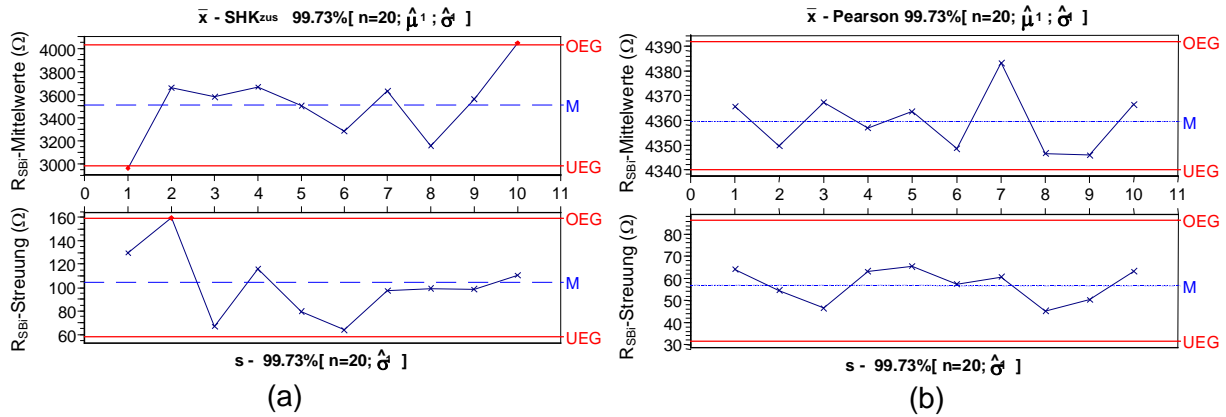 x̄ - SHKzus 99.73%[ n=20; μ̂ 1 ; σ̂1 ]
RSBi-Mittelwerte (Ω)
4000
3800
3600
3400
3200
3000
OEG
M
UEG
0 1 2 3 4 5 6 7 8 9 10 11
RSBi-Streuung (Ω)
160
140
120
100
80
60
OEG
M
UEG
s - 99.73%[ n=20; σ̂1 ]
(a)
x̄ - Pearson 99.73%[ n=20; μ̂ 1 ; σ̂1 ]
RSBi-Mittelwerte (Ω)
4390
4380
4370
4360
4350
4340
OEG
M
UEG
0 1 2 3 4 5 6 7 8 9 10 11
RSBi-Streuung (Ω)
80
70
60
50
40
30
OEG
M
UEG
s - 99.73%[ n=20; σ̂1 ]
(b)